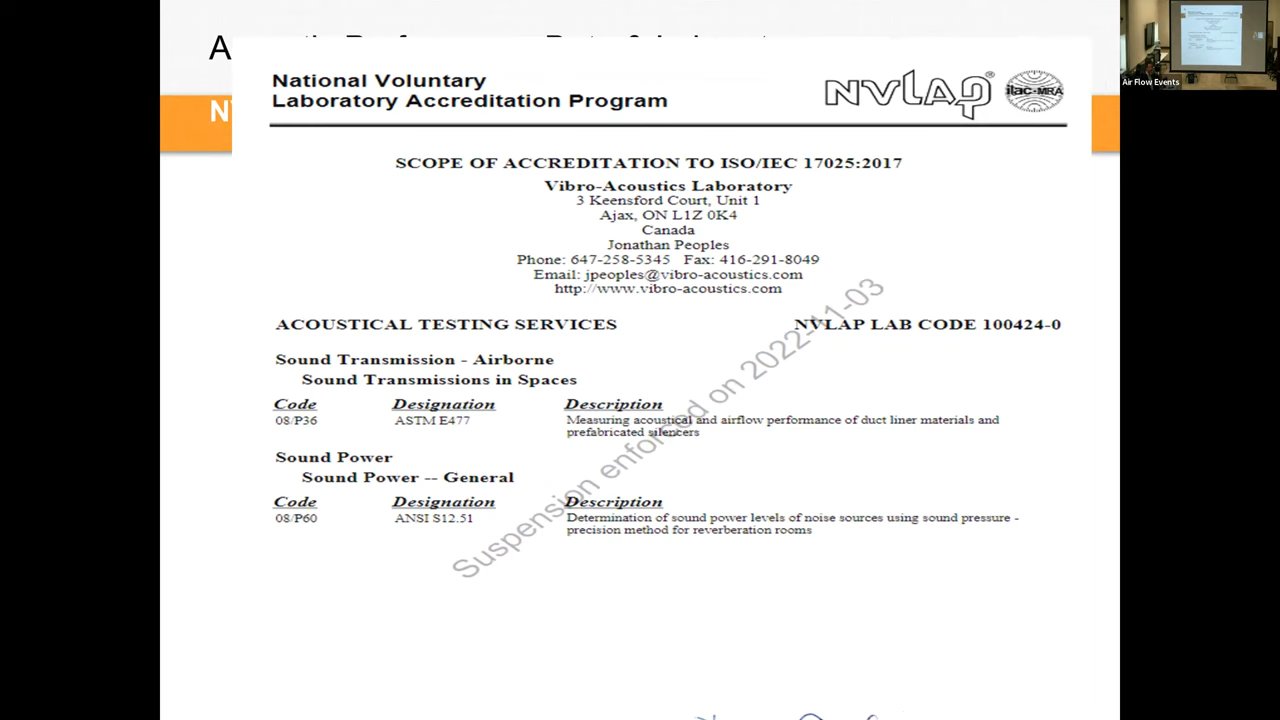 National Voluntary
Laboratory Accreditation Program
NVLAP®
ilac-MRA
SCOPE OF ACCREDITATION TO ISO/IEC 17025:2017
Vibro-Acoustics Laboratory
3 Keensford Court, Unit 1
Ajax, ON L1Z 0K4
Canada
Jonathan Peoples
Phone: 647-258-5345 Fax: 416-291-8049
Email: jpeoples@vibro-acoustics.com
http://www.vibro-acoustics.com
ACOUSTICAL TESTING SERVICES
NVLAP LAB CODE 100424-0
Sound Transmission - Airborne
Sound Transmissions in Spaces
Code Designation Description
08/P36 ASTM E477 Measuring acoustical and airflow performance of duct liner materials and
prefabricated silencers
Sound Power
Sound Power -- General
Code Designation Description
08/P60 ANSI S12.51 Determination of sound power levels of noise sources using sound pressure -
precision method for reverberation rooms
Suspension enforced on 2022-11-03
Air Flow Events